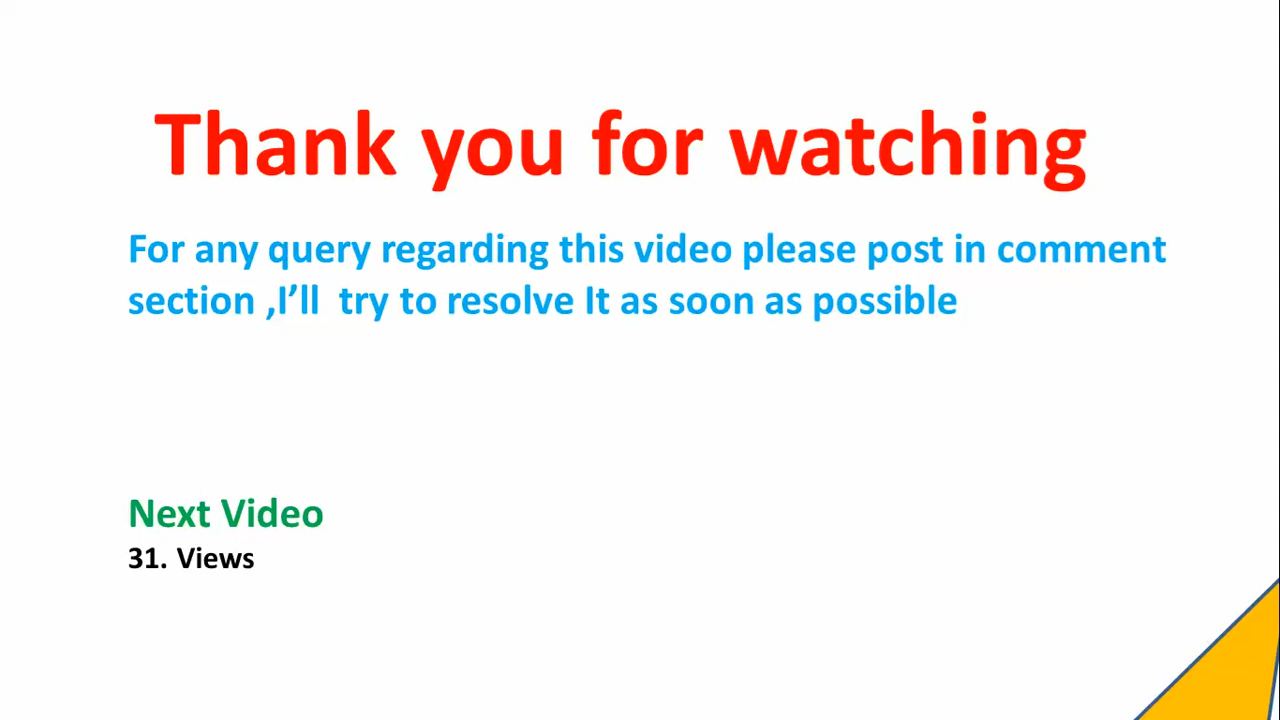 Thank you for watching
For any query regarding this video please post in comment
section ,I’ll  try to resolve It as soon as possible
Next Video
31. Views